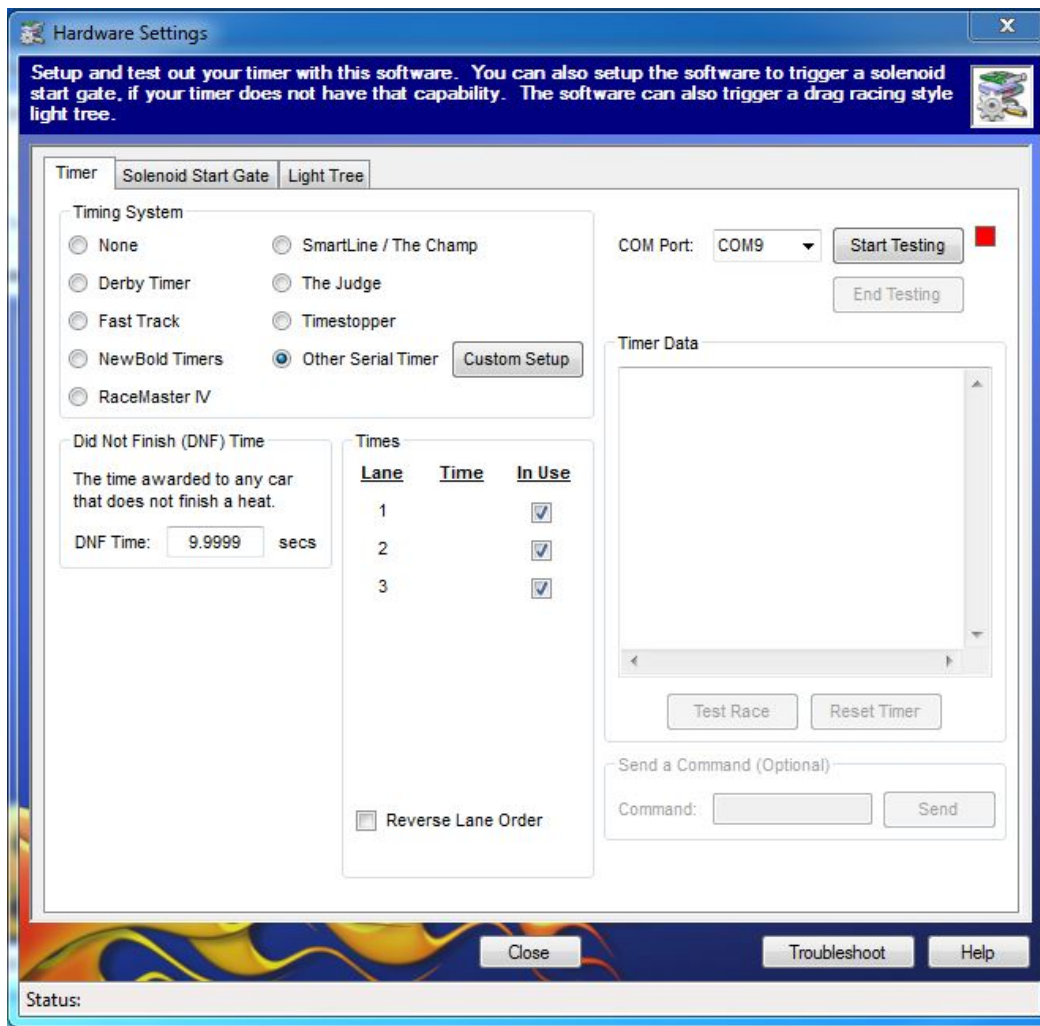 Hardware Settings
X
Setup and test out your timer with this software. You can also setup the software to trigger a solenoid
start gate, if your timer does not have that capability. The software can also trigger a drag racing style
light tree.
Timer
Solenoid Start Gate
Light Tree
Timing System
None
SmartLine / The Champ
Derby Timer
The Judge
Fast Track
Timestopper
NewBold Timers
Other Serial Timer
Custom Setup
RaceMaster IV
COM Port:
COM9
Start Testing
End Testing
Did Not Finish (DNF) Time
The time awarded to any car
that does not finish a heat.
DNF Time:
9.9999
secs
Times
Lane Time In Use
1
2
3
Reverse Lane Order
Timer Data
Test Race
Reset Timer
Send a Command (Optional)
Command:
Send
Close
Troubleshoot
Help
Status: